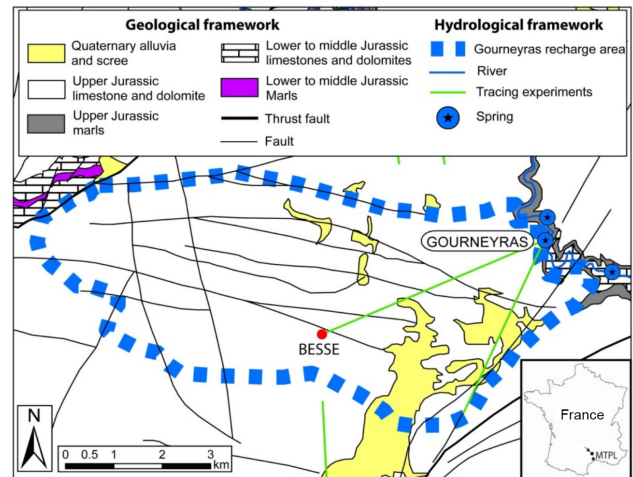 Geological framework
Quaternary alluvia
and scree
Upper Jurassic
limestone and dolomite
Upper Jurassic
marls
Lower to middle Jurassic
limestones and dolomites
Lower to middle Jurassic
Marls
Thrust fault
Fault
Hydrological framework
Gourneyras recharge area
River
Tracing experiments
Spring
GOURNEYRAS
BESSE
N
0 0.5 1 2 3
km
France
MTPL